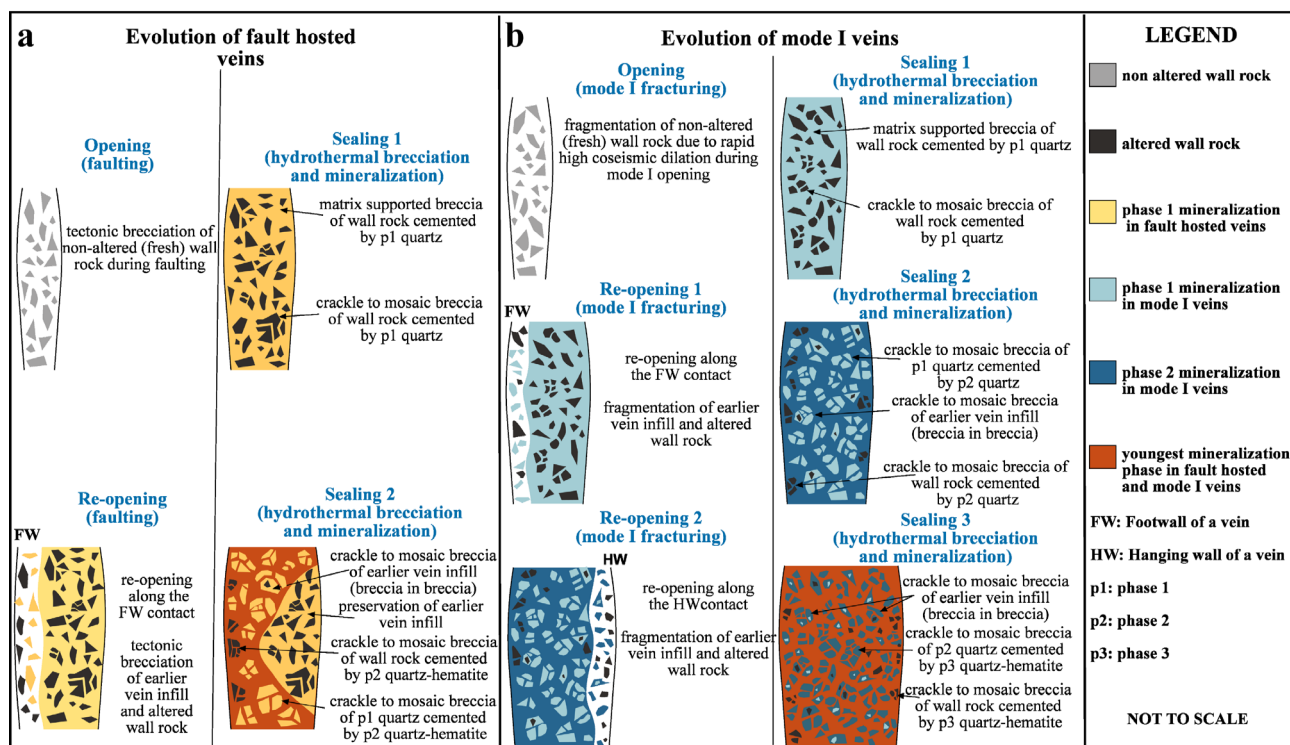 a
Evolution of fault hosted
veins
Opening
(faulting)
tectonic brecciation of
non-altered (fresh) wall
rock during faulting
Sealing 1
(hydrothermal brecciation
and mineralization)
matrix supported breccia
of wall rock cemented
by p1 quartz
crackle to mosaic breccia
of wall rock cemented
by p1 quartz
Re-opening
(faulting)
FW
re-opening
along the
FW contact
tectonic
brecciation
of earlier
vein infill
and altered
wall rock
Sealing 2
(hydrothermal brecciation
and mineralization)
crackle to mosaic breccia
of earlier vein infill
(breccia in breccia)
preservation of earlier
vein infill
crackle to mosaic breccia
of wall rock cemented
by p2 quartz-hematite
crackle to mosaic breccia
of p1 quartz cemented
by p2 quartz-hematite
b
Evolution of mode I veins
Opening
(mode I fracturing)
fragmentation of non-altered
(fresh) wall rock due to rapid
high coseismic dilation during
mode I opening
Sealing 1
(hydrothermal brecciation
and mineralization)
matrix supported breccia of
wall rock cemented by p1 quartz
crackle to mosaic breccia of
wall rock cemented
by p1 quartz
Re-opening 1
(mode I fracturing)
FW
re-opening along
the FW contact
fragmentation of earlier
vein infill and altered
wall rock
Sealing 2
(hydrothermal brecciation
and mineralization)
crackle to mosaic breccia of
p1 quartz cemented
by p2 quartz
crackle to mosaic breccia
of earlier vein infill
(breccia in breccia)
crackle to mosaic breccia of
wall rock cemented by
p2 quartz
Re-opening 2
(mode I fracturing)
HW
re-opening along
the HWcontact
fragmentation of earlier
vein infill and altered
wall rock
Sealing 3
(hydrothermal brecciation
and mineralization)
crackle to mosaic breccia
of earlier vein infill
(breccia in breccia)
crackle to mosaic breccia
of p2 quartz cemented by
p3 quartz-hematite
crackle to mosaic breccia
of wall rock cemented
by p3 quartz-hematite
LEGEND
non altered wall rock
altered wall rock
phase 1 mineralization
in fault hosted veins
phase 1 mineralization
in mode I veins
phase 2 mineralization
in mode I veins
youngest mineralization
phase in fault hosted
and mode I veins
FW: Footwall of a vein
HW: Hanging wall of a vein
p1: phase 1
p2: phase 2
p3: phase 3
NOT TO SCALE